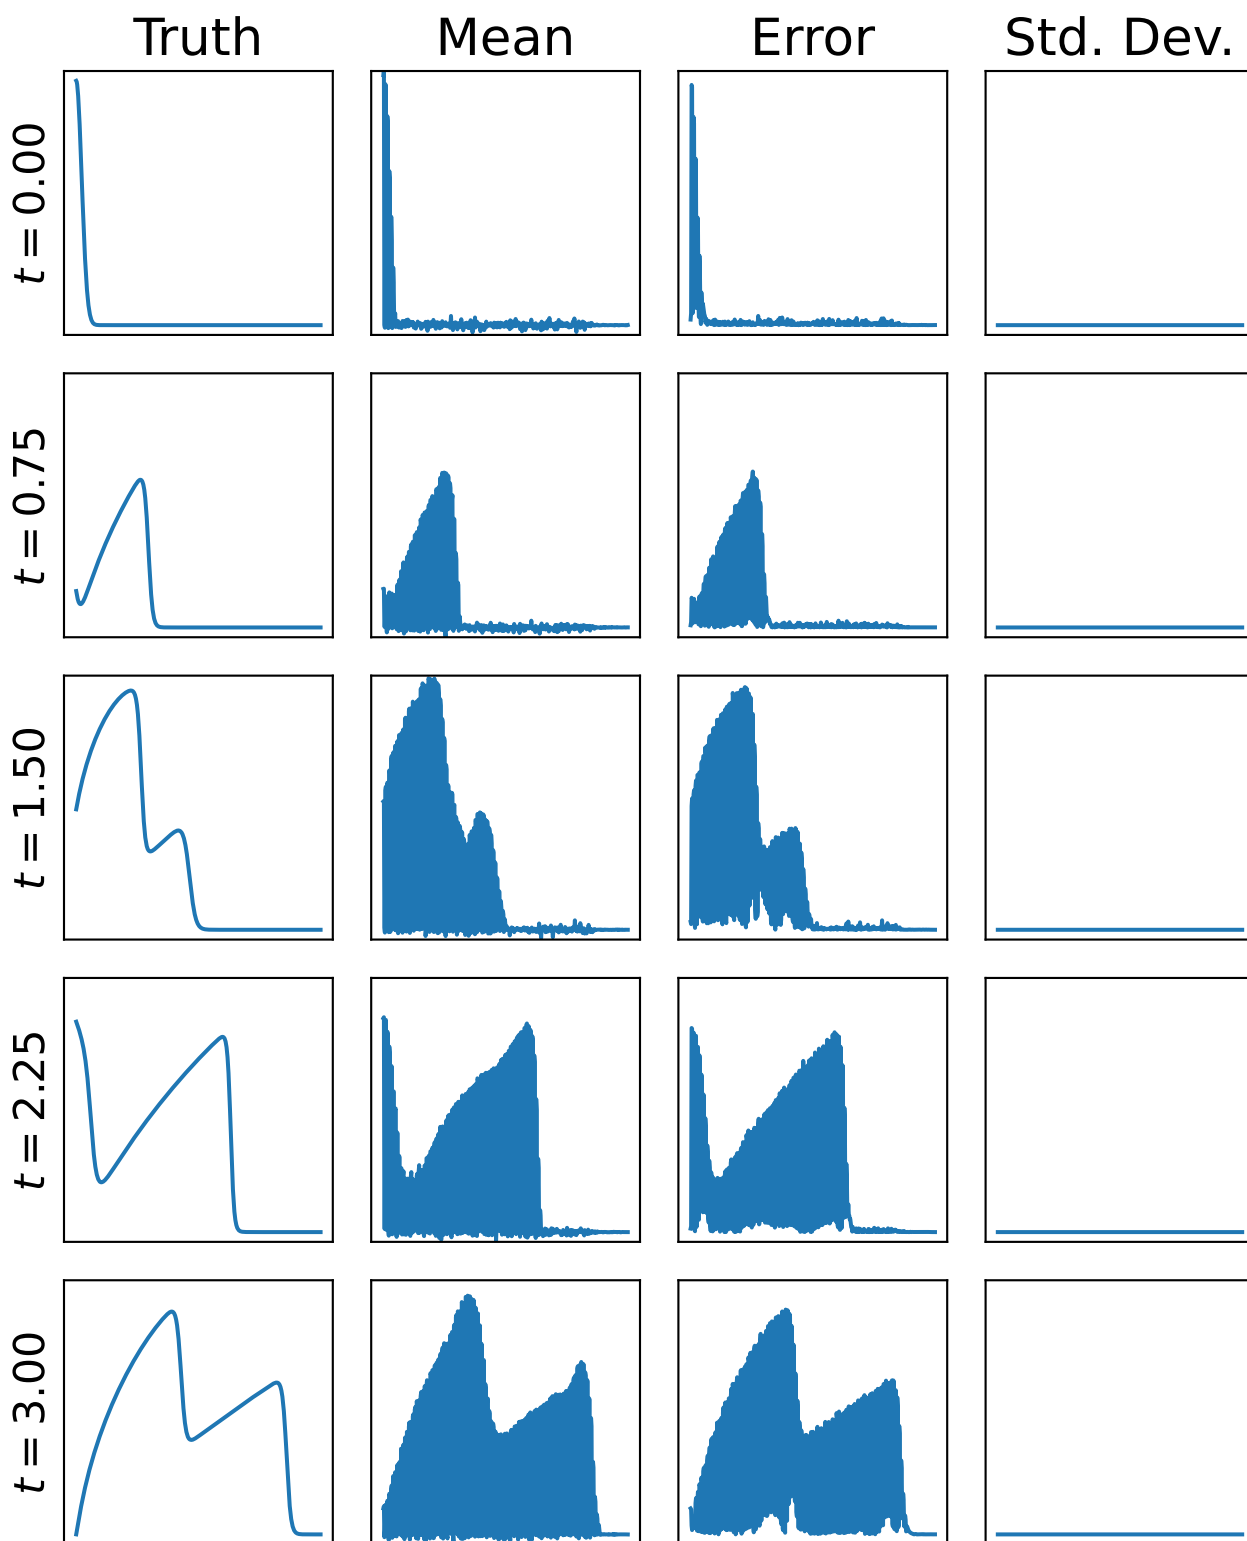 Truth Mean Error Std. Dev.
t = 0.00
t = 0.75
t = 1.50
t = 2.25
t = 3.00